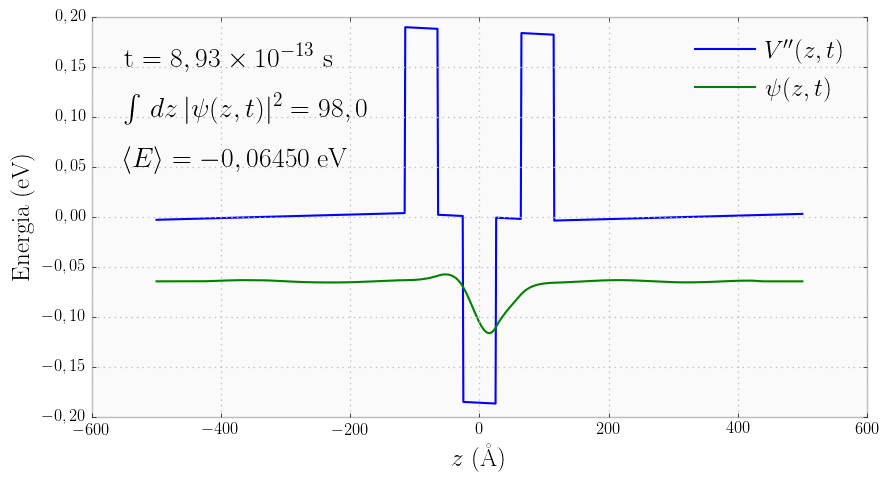 t = 8,93 × 10⁻¹³ s
∫ dz |ψ(z,t)|² = 98,0
⟨E⟩ = −0,06450 eV
V″(z,t)
ψ(z,t)
Energia (eV)
0,20
0,15
0,10
0,05
0,00
−0,05
−0,10
−0,15
−0,20
−600 −400 −200 0 200 400 600
z (Å)